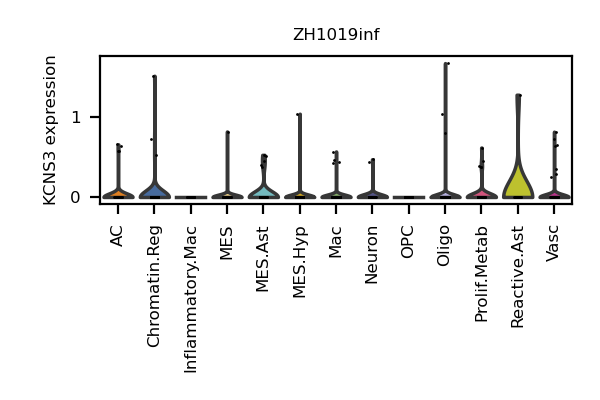 ZH1019inf
KCNS3 expression
1
0
AC
Chromatin.Reg
Inflammatory.Mac
MES
MES.Ast
MES.Hyp
Mac
Neuron
OPC
Oligo
Prolif.Metab
Reactive.Ast
Vasc